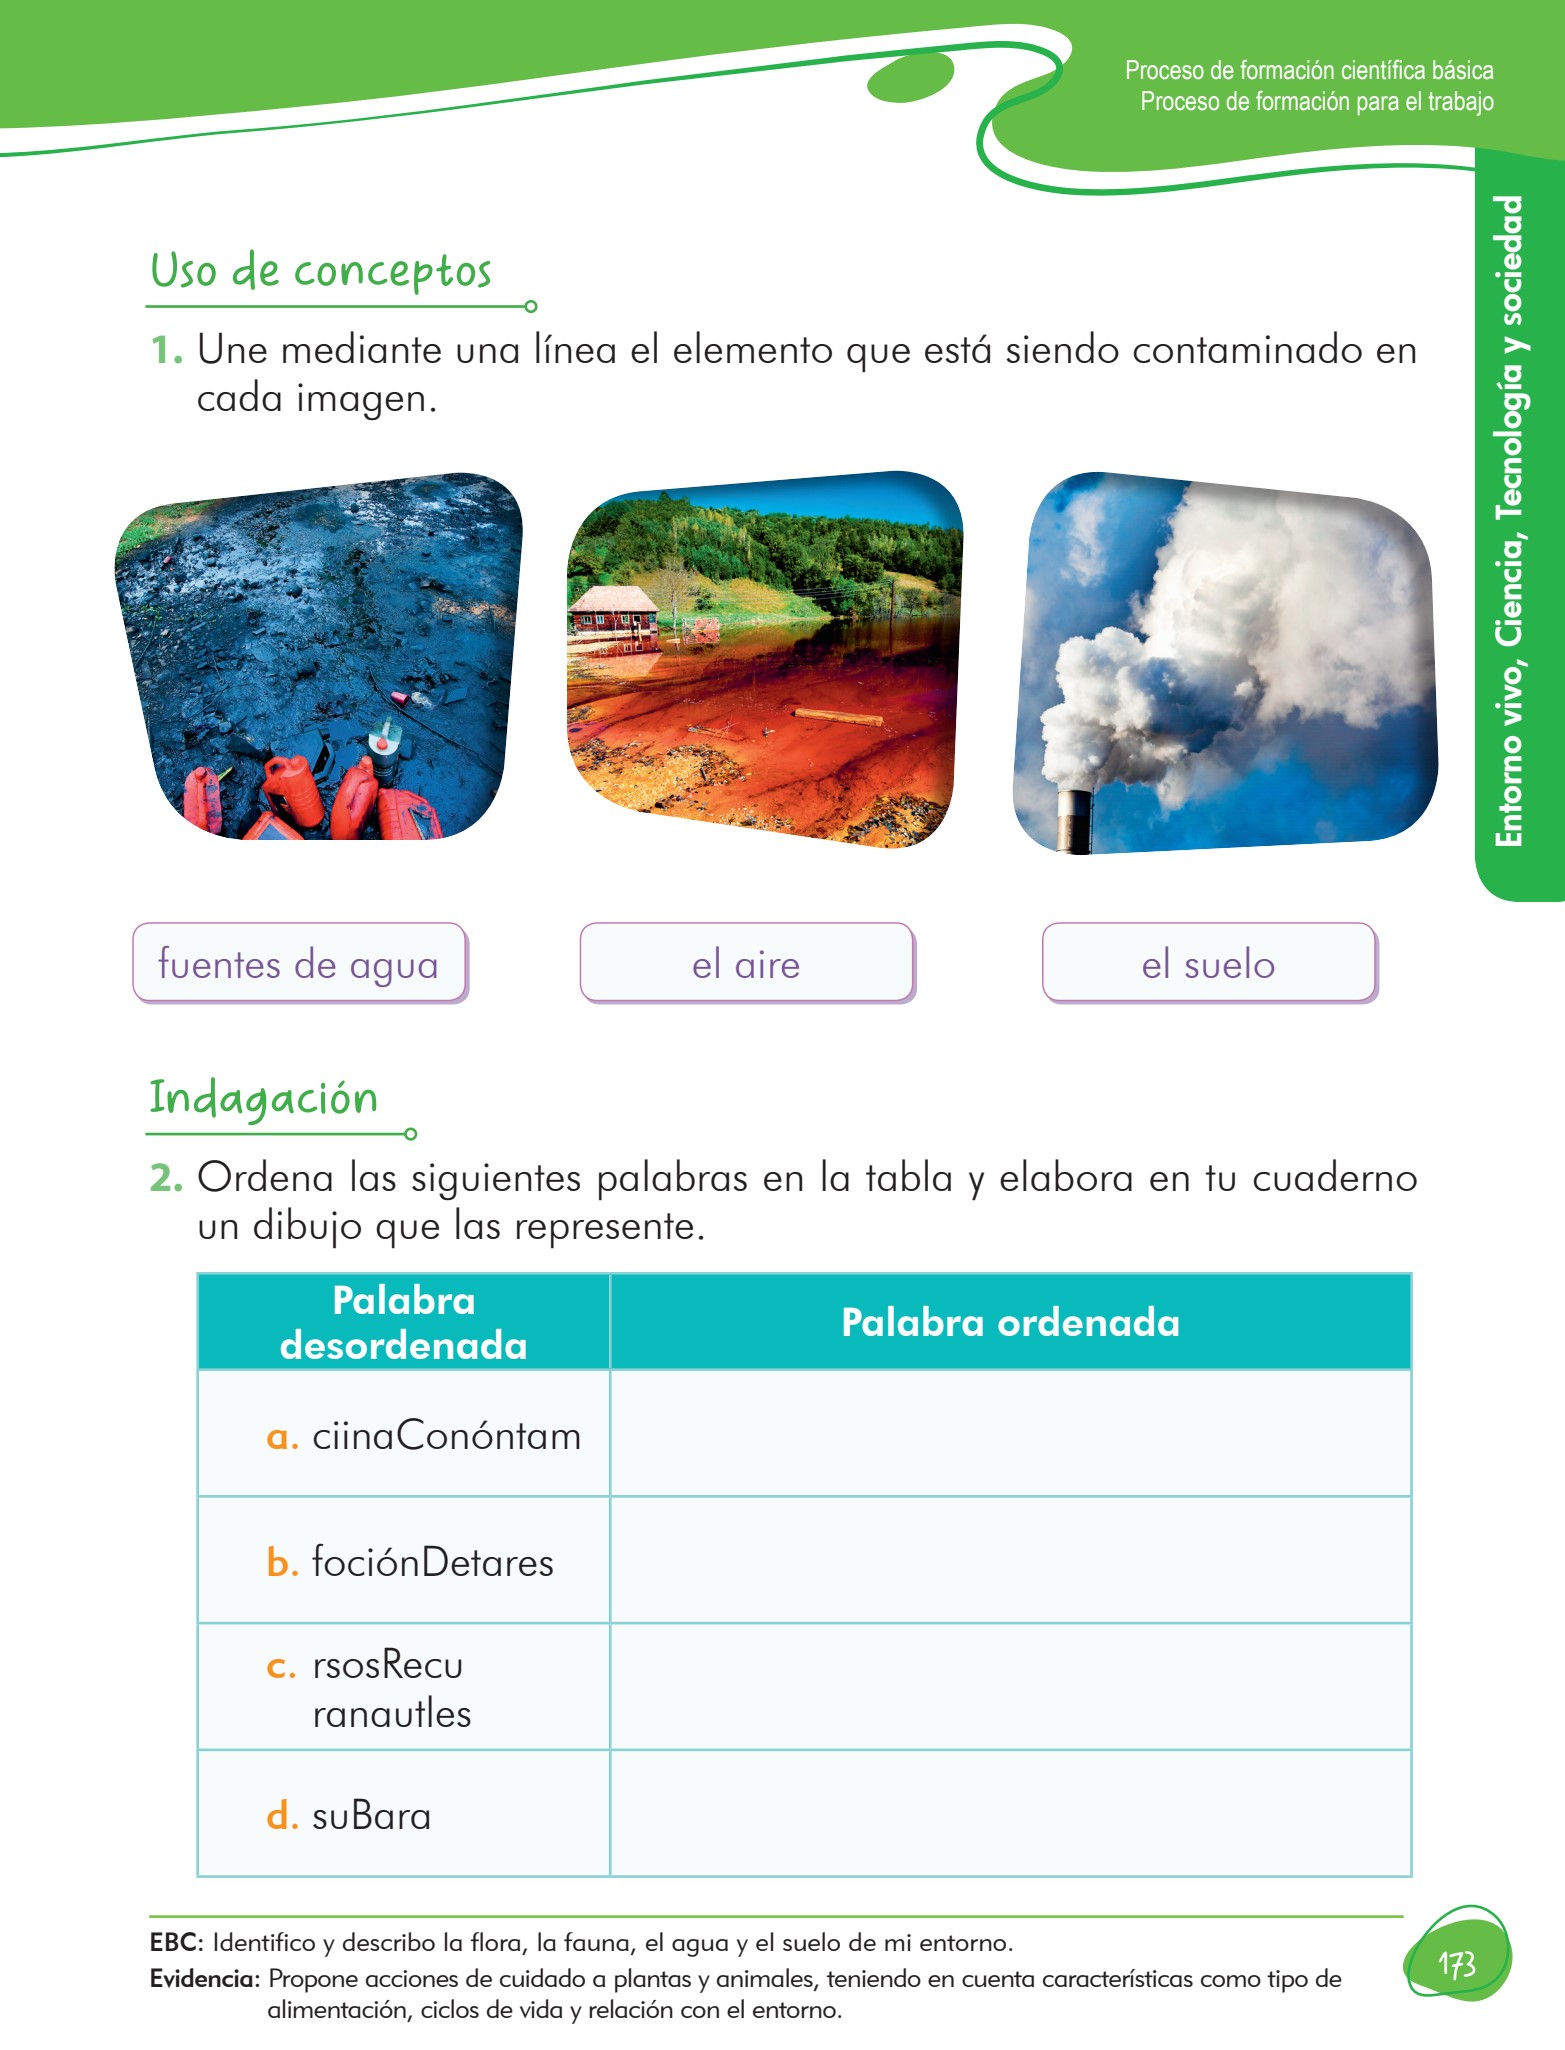 Proceso de formación científica básica
Proceso de formación para el trabajo
Entorno vivo, Ciencia, Tecnología y sociedad
Uso de conceptos
1. Une mediante una línea el elemento que está siendo contaminado en
cada imagen.
fuentes de agua
el aire
el suelo
Indagación
2. Ordena las siguientes palabras en la tabla y elabora en tu cuaderno
un dibujo que las represente.
Palabra
desordenada
Palabra ordenada
a. ciinaConóntam
b. fociónDetares
c. rsosRecu
ranautles
d. suBara
EBC: Identifico y describo la flora, la fauna, el agua y el suelo de mi entorno.
Evidencia: Propone acciones de cuidado a plantas y animales, teniendo en cuenta características como tipo de
alimentación, ciclos de vida y relación con el entorno.
173